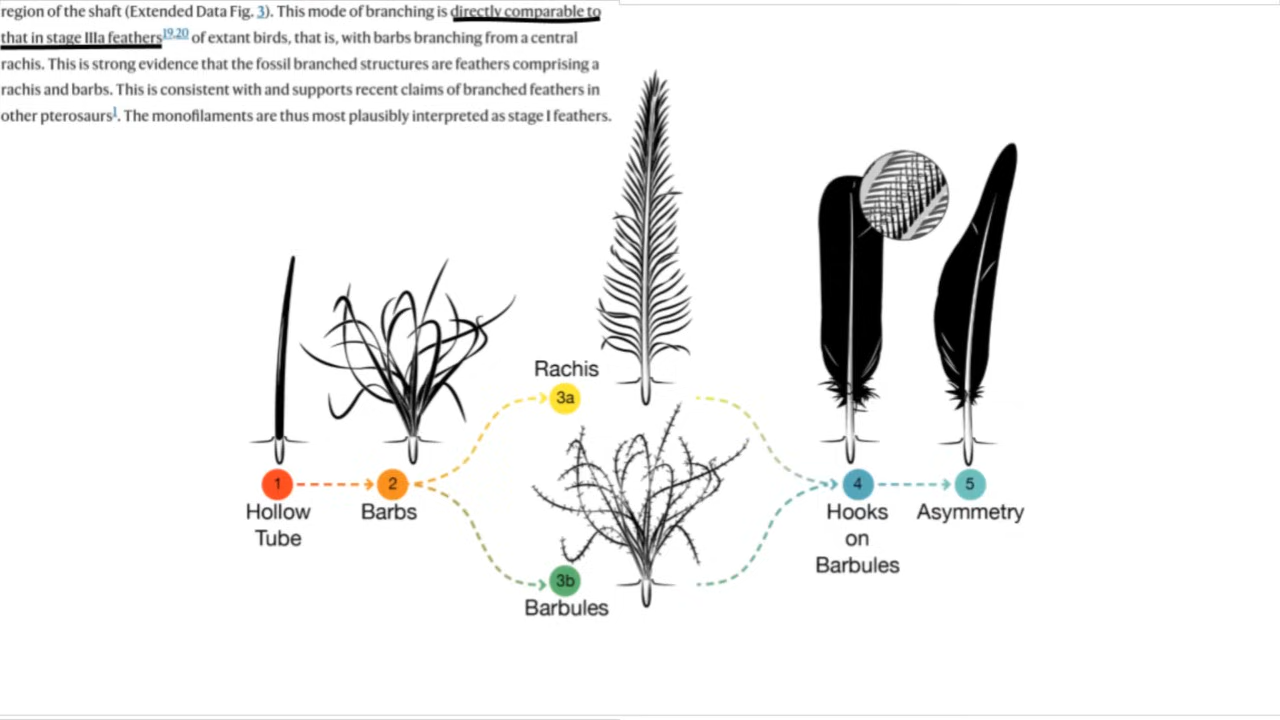 region of the shaft (Extended Data Fig. 3). This mode of branching is directly comparable to
that in stage IIIa feathers19,20 of extant birds, that is, with barbs branching from a central
rachis. This is strong evidence that the fossil branched structures are feathers comprising a
rachis and barbs. This is consistent with and supports recent claims of branched feathers in
other pterosaurs1. The monofilaments are thus most plausibly interpreted as stage I feathers.
Rachis
3a
1
2
4
5
Hollow
Tube
Barbs
Hooks
on
Barbules
Asymmetry
3b
Barbules